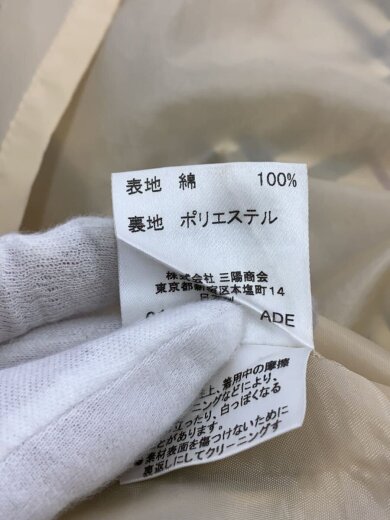 表地 綿 100%
裏地 ポリエステル
株式会社 三陽商会
東京都新宿区本塩町14
ADE
上、着用中の摩擦
ーニングなどにより、
立ったり、白っぽくなる
とがあります。
素材表面を傷つけないために
裏返しにしてクリーニングす